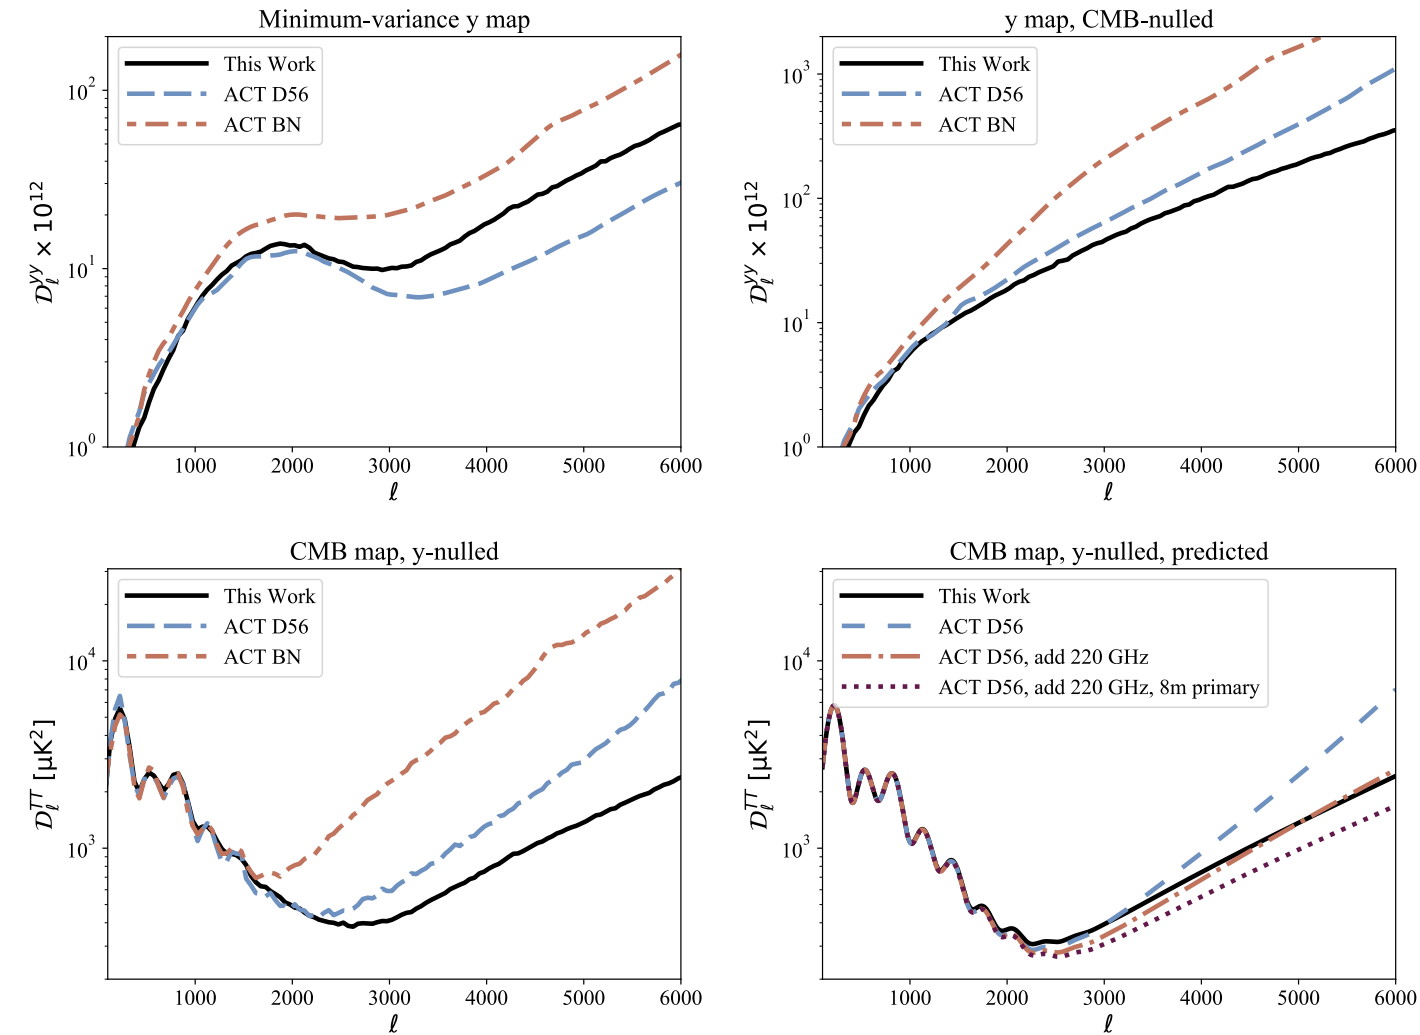 Minimum-variance y map
This Work
ACT D56
ACT BN
10^2
10^1
10^0
D_ℓ^{yy} × 10^{12}
1000 2000 3000 4000 5000 6000
ℓ
y map, CMB-nulled
This Work
ACT D56
ACT BN
10^3
10^2
10^1
10^0
D_ℓ^{yy} × 10^{12}
1000 2000 3000 4000 5000 6000
ℓ
CMB map, y-nulled
This Work
ACT D56
ACT BN
10^4
10^3
D_ℓ^{TT} [μK^2]
1000 2000 3000 4000 5000 6000
ℓ
CMB map, y-nulled, predicted
This Work
ACT D56
ACT D56, add 220 GHz
ACT D56, add 220 GHz, 8m primary
10^4
10^3
D_ℓ^{TT} [μK^2]
1000 2000 3000 4000 5000 6000
ℓ